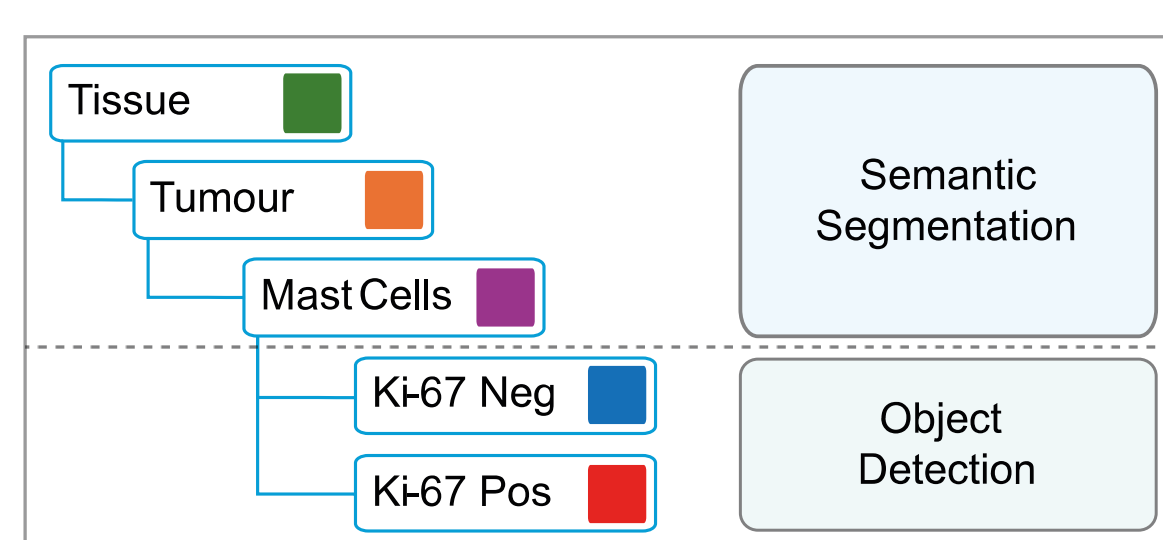 Tissue
Tumour
Mast Cells
Ki-67 Neg
Ki-67 Pos
Semantic
Segmentation
Object
Detection